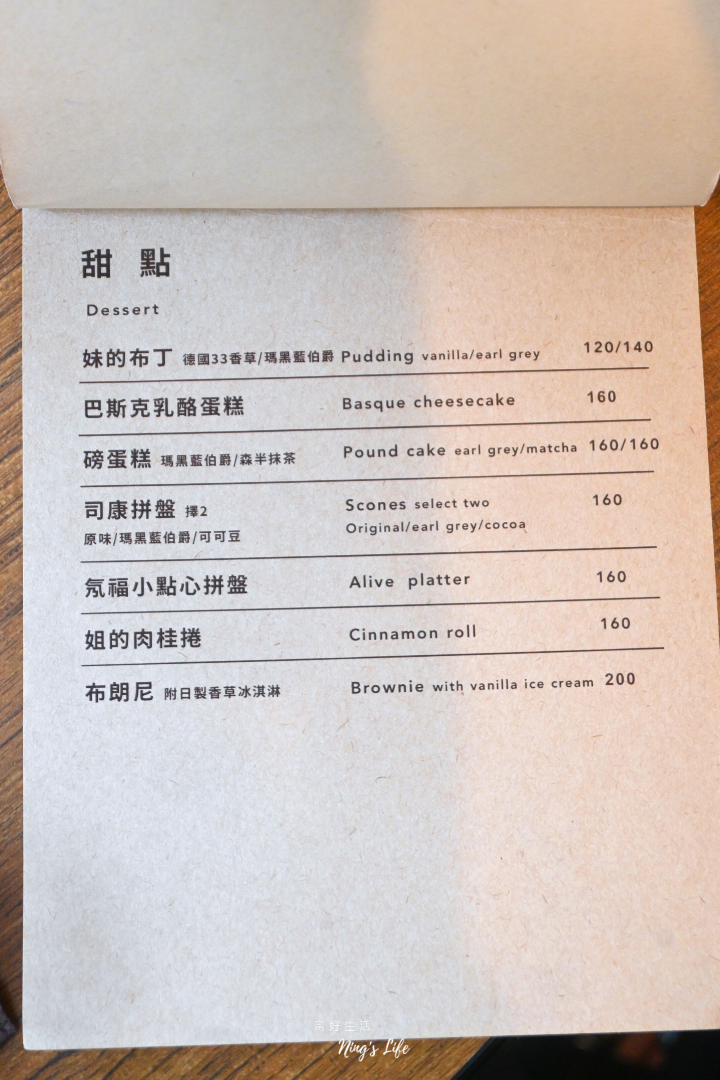 甜 點
Dessert
妹的布丁 德國33香草/瑪黑藍伯爵 Pudding vanilla/earl grey 120/140
巴斯克乳酪蛋糕 Basque cheesecake 160
磅蛋糕 瑪黑藍伯爵/森半抹茶 Pound cake earl grey/matcha 160/160
司康拼盤 擇2 Scones select two 160
原味/瑪黑藍伯爵/可可豆 Original/earl grey/cocoa
氖福小點心拼盤 Alive platter 160
姐的肉桂捲 Cinnamon roll 160
布朗尼 附日製香草冰淇淋 Brownie with vanilla ice cream 200
好生活
Ning's Life